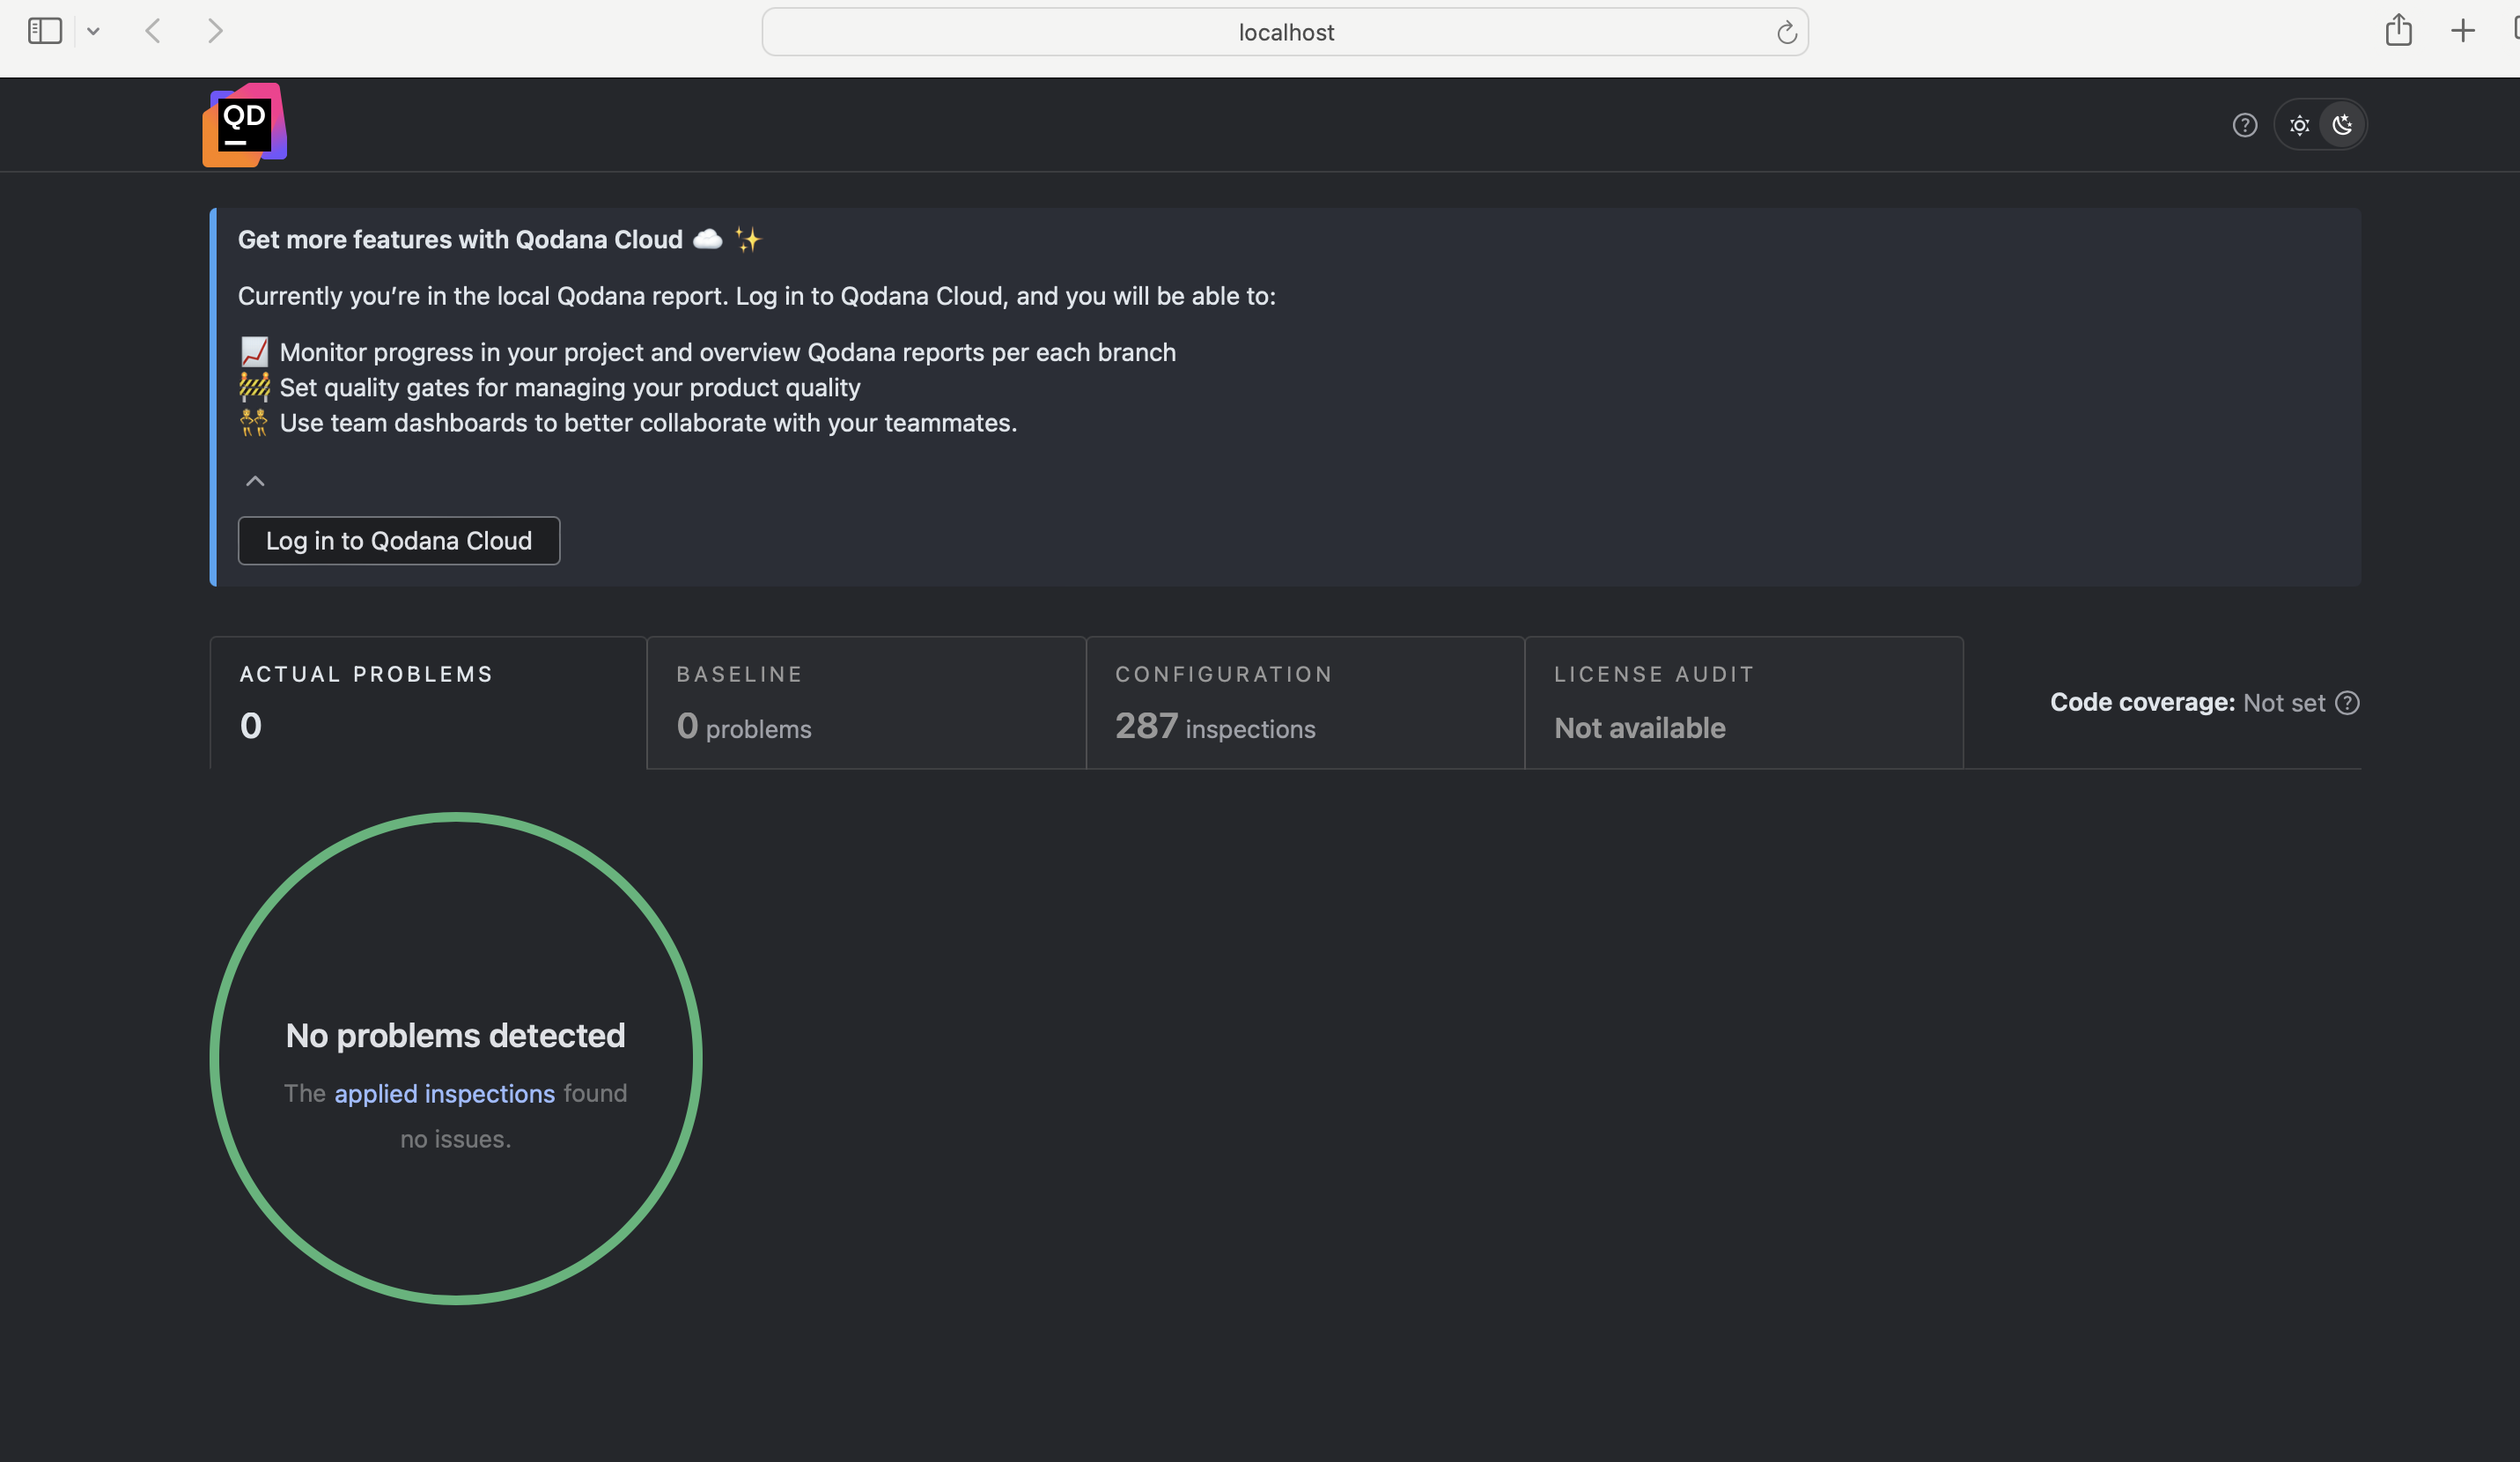 localhost
QD
Get more features with Qodana Cloud ☁️ ✨
Currently you’re in the local Qodana report. Log in to Qodana Cloud, and you will be able to:
📈 Monitor progress in your project and overview Qodana reports per each branch
🚧 Set quality gates for managing your product quality
👯 Use team dashboards to better collaborate with your teammates.
Log in to Qodana Cloud
ACTUAL PROBLEMS
0
BASELINE
0 problems
CONFIGURATION
287 inspections
LICENSE AUDIT
Not available
Code coverage: Not set
No problems detected
The applied inspections found
no issues.